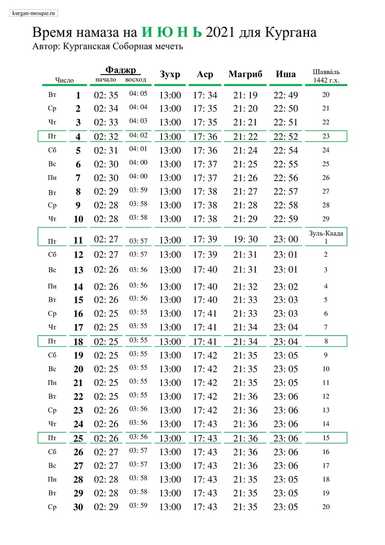 kurgan-mosque.ru
Время намаза на И Ю Н Ь 2021 для Кургана
Автор: Курганская Соборная мечеть
Число Фаджр начало восход Зухр Аср Магриб Иша Шавваль 1442 г.х.
Вт 1 02: 35 04: 05 13:00 17: 34 21: 19 22: 49 20
Ср 2 02: 34 04: 04 13:00 17: 35 21: 20 22: 50 21
Чт 3 02: 33 04: 03 13:00 17: 35 21: 21 22: 51 22
Пт 4 02: 32 04: 02 13:00 17: 36 21: 22 22: 52 23
Сб 5 02: 31 04: 01 13:00 17: 36 21: 24 22: 54 24
Вс 6 02: 30 04: 00 13:00 17: 37 21: 25 22: 55 25
Пн 7 02: 30 04: 00 13:00 17: 37 21: 26 22: 56 26
Вт 8 02: 29 03: 59 13:00 17: 38 21: 27 22: 57 27
Ср 9 02: 28 03: 58 13:00 17: 38 21: 28 22: 58 28
Чт 10 02: 28 03: 58 13:00 17: 38 21: 29 22: 59 29
Пт 11 02: 27 03: 57 13:00 17: 39 19: 30 23: 00 Зуль-Каада 1
Сб 12 02: 27 03: 57 13:00 17: 39 21: 31 23: 01 2
Вс 13 02: 26 03: 56 13:00 17: 40 21: 31 23: 01 3
Пн 14 02: 26 03: 56 13:00 17: 40 21: 32 23: 02 4
Вт 15 02: 26 03: 56 13:00 17: 40 21: 33 23: 03 5
Ср 16 02: 25 03: 55 13:00 17: 41 21: 33 23: 03 6
Чт 17 02: 25 03: 55 13:00 17: 41 21: 34 23: 04 7
Пт 18 02: 25 03: 55 13:00 17: 41 21: 34 23: 04 8
Сб 19 02: 25 03: 55 13:00 17: 42 21: 35 23: 05 9
Вс 20 02: 25 03: 55 13:00 17: 42 21: 35 23: 05 10
Пн 21 02: 25 03: 55 13:00 17: 42 21: 35 23: 05 11
Вт 22 02: 25 03: 55 13:00 17: 42 21: 36 23: 06 12
Ср 23 02: 26 03: 56 13:00 17: 42 21: 36 23: 06 13
Чт 24 02: 26 03: 56 13:00 17: 43 21: 36 23: 06 14
Пт 25 02: 26 03: 56 13:00 17: 43 21: 36 23: 06 15
Сб 26 02: 27 03: 57 13:00 17: 43 21: 36 23: 06 16
Вс 27 02: 27 03: 57 13:00 17: 43 21: 36 23: 06 17
Пн 28 02: 28 03: 58 13:00 17: 43 21: 35 23: 05 18
Вт 29 02: 28 03: 58 13:00 17: 43 21: 35 23: 05 19
Ср 30 02: 29 03: 59 13:00 17: 43 21: 35 23: 05 20